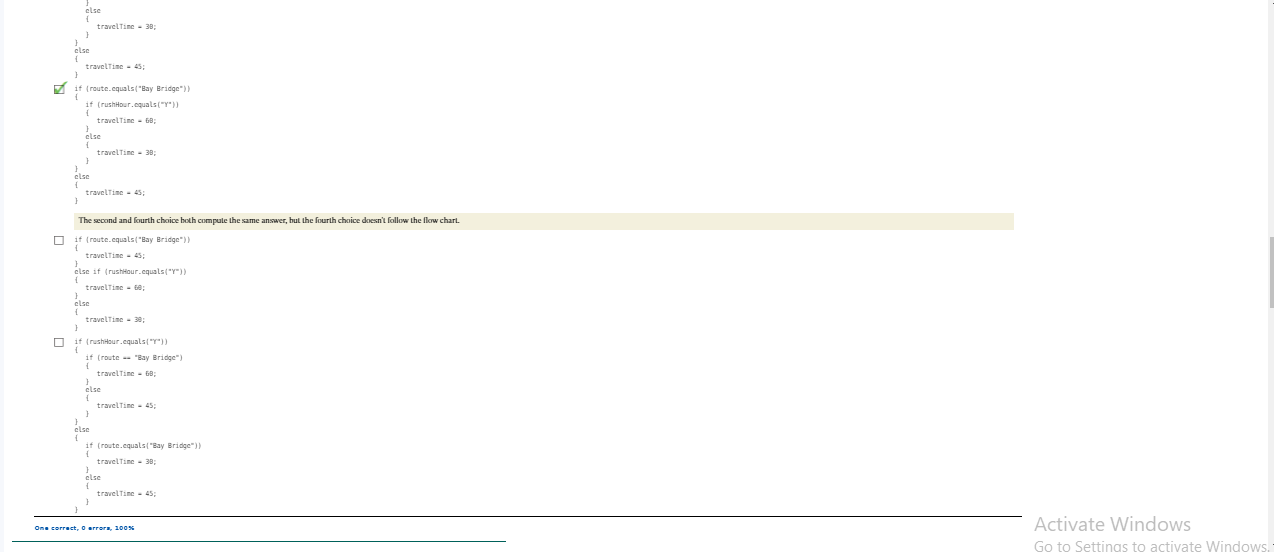 }
else
{
travelTime = 30;
}
}
else
{
travelTime = 45;
}
if (route.equals("Bay Bridge"))
{
if (rushHour.equals("Y"))
{
travelTime = 60;
}
else
{
travelTime = 30;
}
}
else
{
travelTime = 45;
}
The second and fourth choice both compute the same answer, but the fourth choice doesn't follow the flow chart.
if (route.equals("Bay Bridge"))
{
travelTime = 45;
}
else if (rushHour.equals("Y"))
{
travelTime = 60;
}
else
{
travelTime = 30;
}
if (rushHour.equals("Y"))
{
if (route == "Bay Bridge")
{
travelTime = 60;
}
else
{
travelTime = 45;
}
}
else
{
if (route.equals("Bay Bridge"))
{
travelTime = 30;
}
else
{
travelTime = 45;
}
}
One correct, 0 errors, 100%
Activate Windows
Go to Settings to activate Windows.